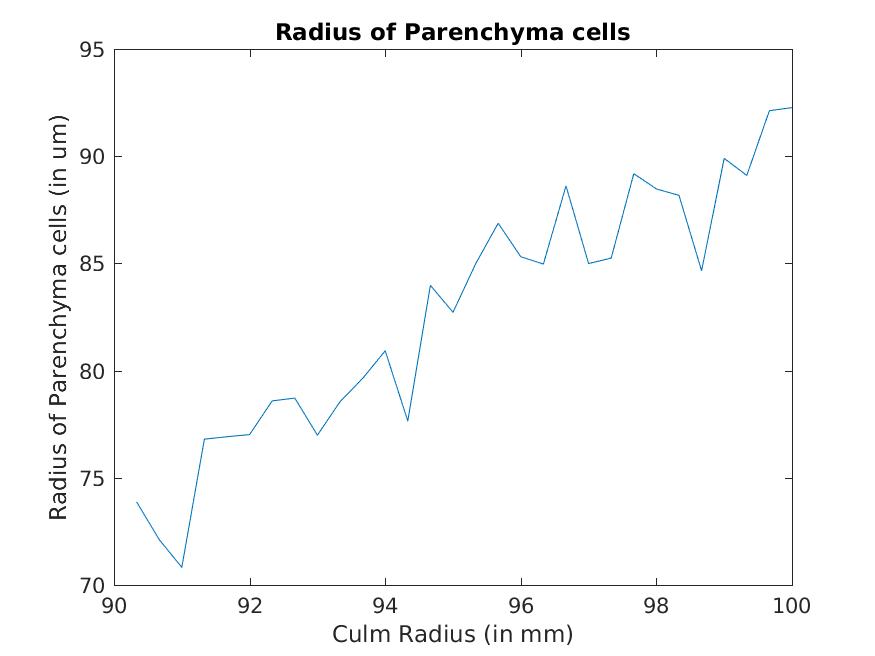 Radius of Parenchyma cells
95
90
85
80
75
70
Radius of Parenchyma cells (in um)
90 92 94 96 98 100
Culm Radius (in mm)